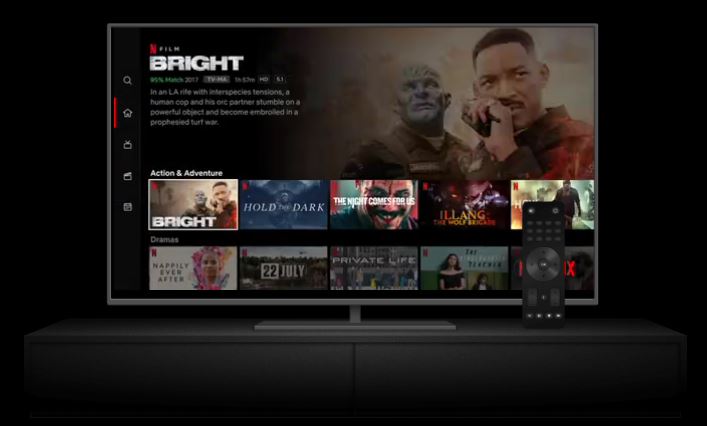 N FILM
BRIGHT
95% Match 2017 TV-MA 1h 57m HD 5.1
In an LA rife with interspecies tensions, a
human cop and his orc partner stumble on a
powerful object and become embroiled in a
prophesied turf war.
Action & Adventure
BRIGHT
HOLD THE DARK
THE NIGHT COMES FOR US
ILLANG:
THE WOLF BRIGADE
Dramas
NAPPILY
EVER
AFTER
22 JULY
PRIVATE LIFE
THE
KINDERGARTEN
TEACHER